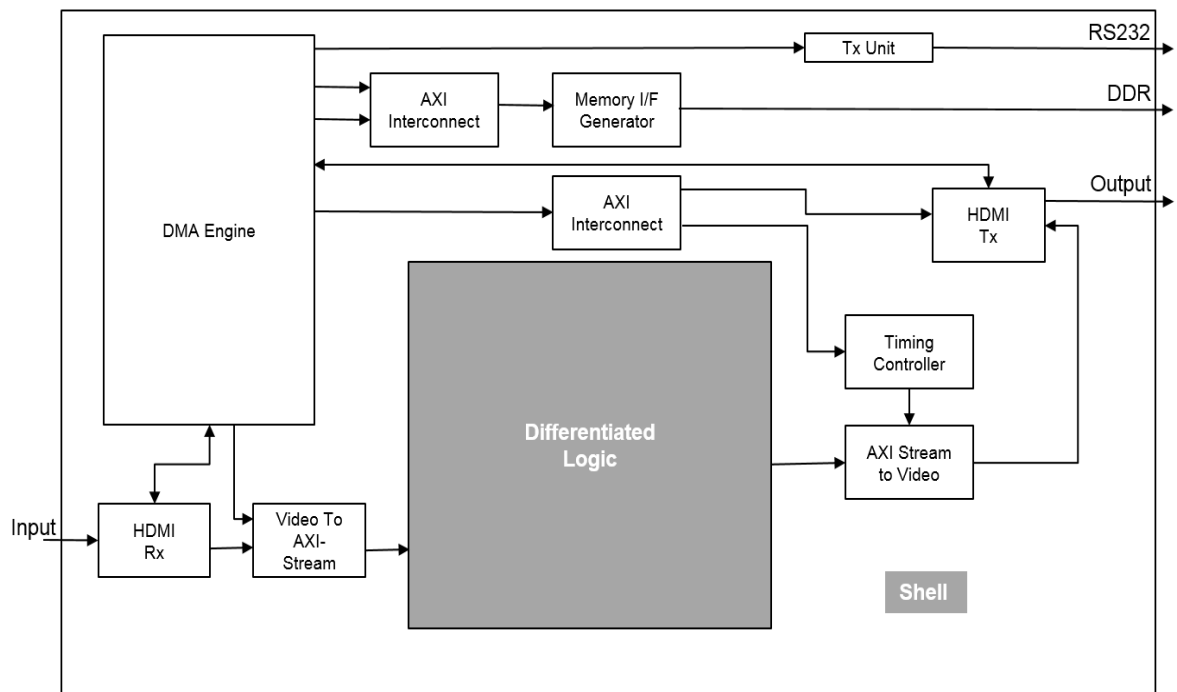 RS232
Tx Unit
DDR
AXI
Interconnect
Memory I/F
Generator
Output
DMA Engine
AXI
Interconnect
HDMI
Tx
Timing
Controller
Differentiated
Logic
AXI Stream
to Video
Input
HDMI
Rx
Video To
AXI-
Stream
Shell